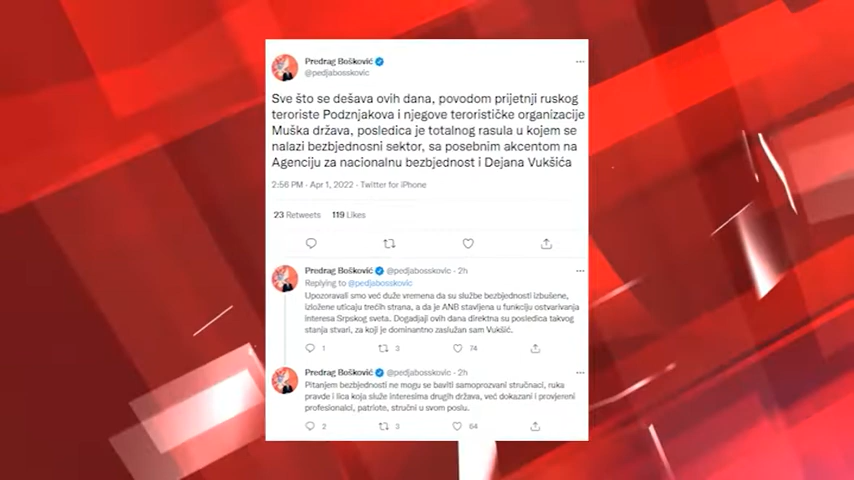 Predrag Bošković
@pedjabosskovic
Sve što se dešava ovih dana, povodom prijetnji ruskog
teroriste Podznjakova i njegove terorističke organizacije
Muška država, posledica je totalnog rasula u kojem se
nalazi bezbjednosni sektor, sa posebnim akcentom na
Agenciju za nacionalnu bezbjednost i Dejana Vukšića
2:56 PM · Apr 1, 2022 · Twitter for iPhone
23 Retweets 119 Likes
Predrag Bošković @pedjabosskovic · 2h
Replying to @pedjabosskovic
Upozoravali smo već duže vremena da su službe bezbjednosti izbušene,
izložene uticaju trećih strana, a da je ANB stavljena u funkciju ostvarivanja
interesa Srpskog sveta. Dogadjaji ovih dana direktna su posledica takvog
stanja stvari, za koji je dominantno zaslužan sam Vukšić.
1 3 74
Predrag Bošković @pedjabosskovic · 2h
Pitanjem bezbjednosti ne mogu se baviti samoprozvani stručnaci, ruka
pravde i lica koja služe interesima drugih država, već dokazani i provjereni
profesionalci, patriote, stručni u svom poslu.
2 3 64